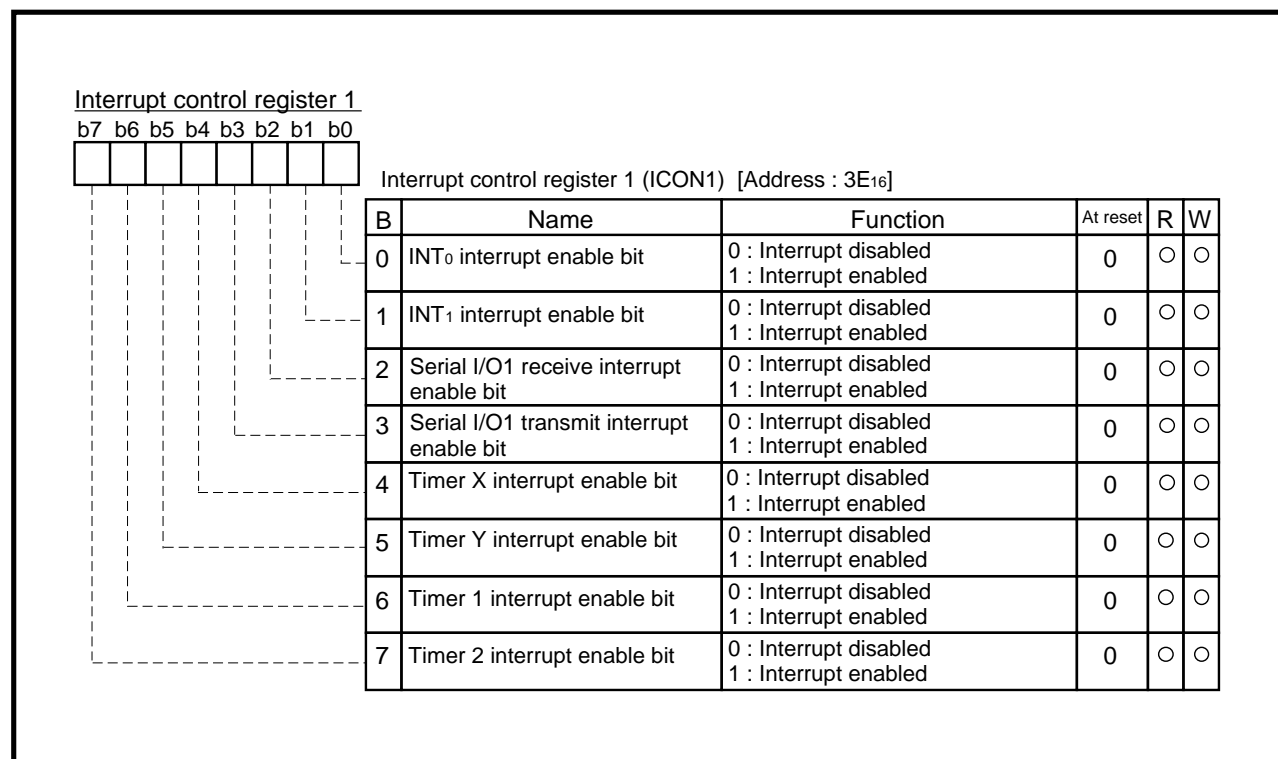 Interrupt control register 1
b7 b6 b5 b4 b3 b2 b1 b0
Interrupt control register 1 (ICON1) [Address : 3E16]
B Name Function At reset R W
0 INT0 interrupt enable bit 0 : Interrupt disabled 0 ○ ○
1 : Interrupt enabled
1 INT1 interrupt enable bit 0 : Interrupt disabled 0 ○ ○
1 : Interrupt enabled
2 Serial I/O1 receive interrupt 0 : Interrupt disabled 0 ○ ○
enable bit 1 : Interrupt enabled
3 Serial I/O1 transmit interrupt 0 : Interrupt disabled 0 ○ ○
enable bit 1 : Interrupt enabled
4 Timer X interrupt enable bit 0 : Interrupt disabled 0 ○ ○
1 : Interrupt enabled
5 Timer Y interrupt enable bit 0 : Interrupt disabled 0 ○ ○
1 : Interrupt enabled
6 Timer 1 interrupt enable bit 0 : Interrupt disabled 0 ○ ○
1 : Interrupt enabled
7 Timer 2 interrupt enable bit 0 : Interrupt disabled 0 ○ ○
1 : Interrupt enabled